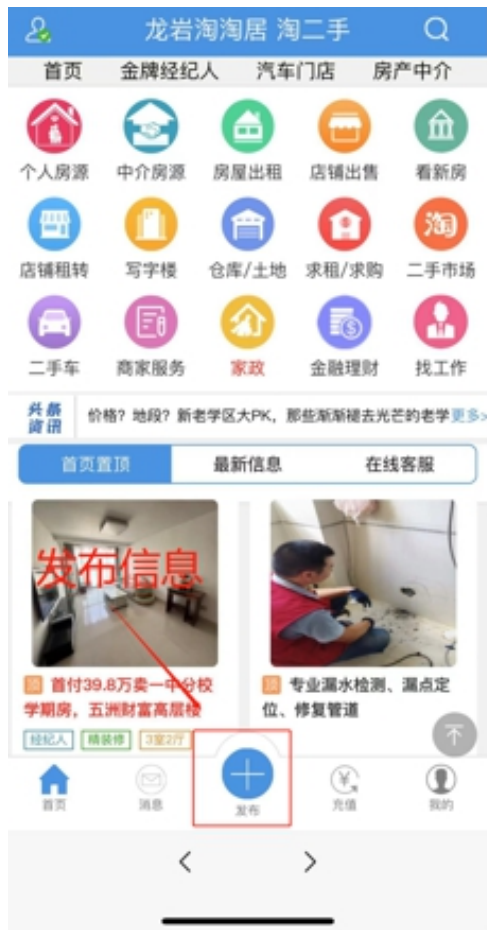 龙岩淘淘居 淘二手
首页 金牌经纪人 汽车门店 房产中介
个人房源 中介房源 房屋出租 店铺出售 看新房
店铺租转 写字楼 仓库/土地 求租/求购 二手市场
淘
二手车 商家服务 家政 金融理财 找工作
头条 价格?地段?新老学区大PK,那些渐渐褪去光芒的老学更多>
资讯
首页置顶 最新信息 在线客服
发布信息
顶 首付39.8万卖一中分校
学期房,五洲财富高层楼
经纪人 精装修 3室2厅
顶 专业漏水检测、漏点定
位、修复管道
首页 消息 发布 充值 我的